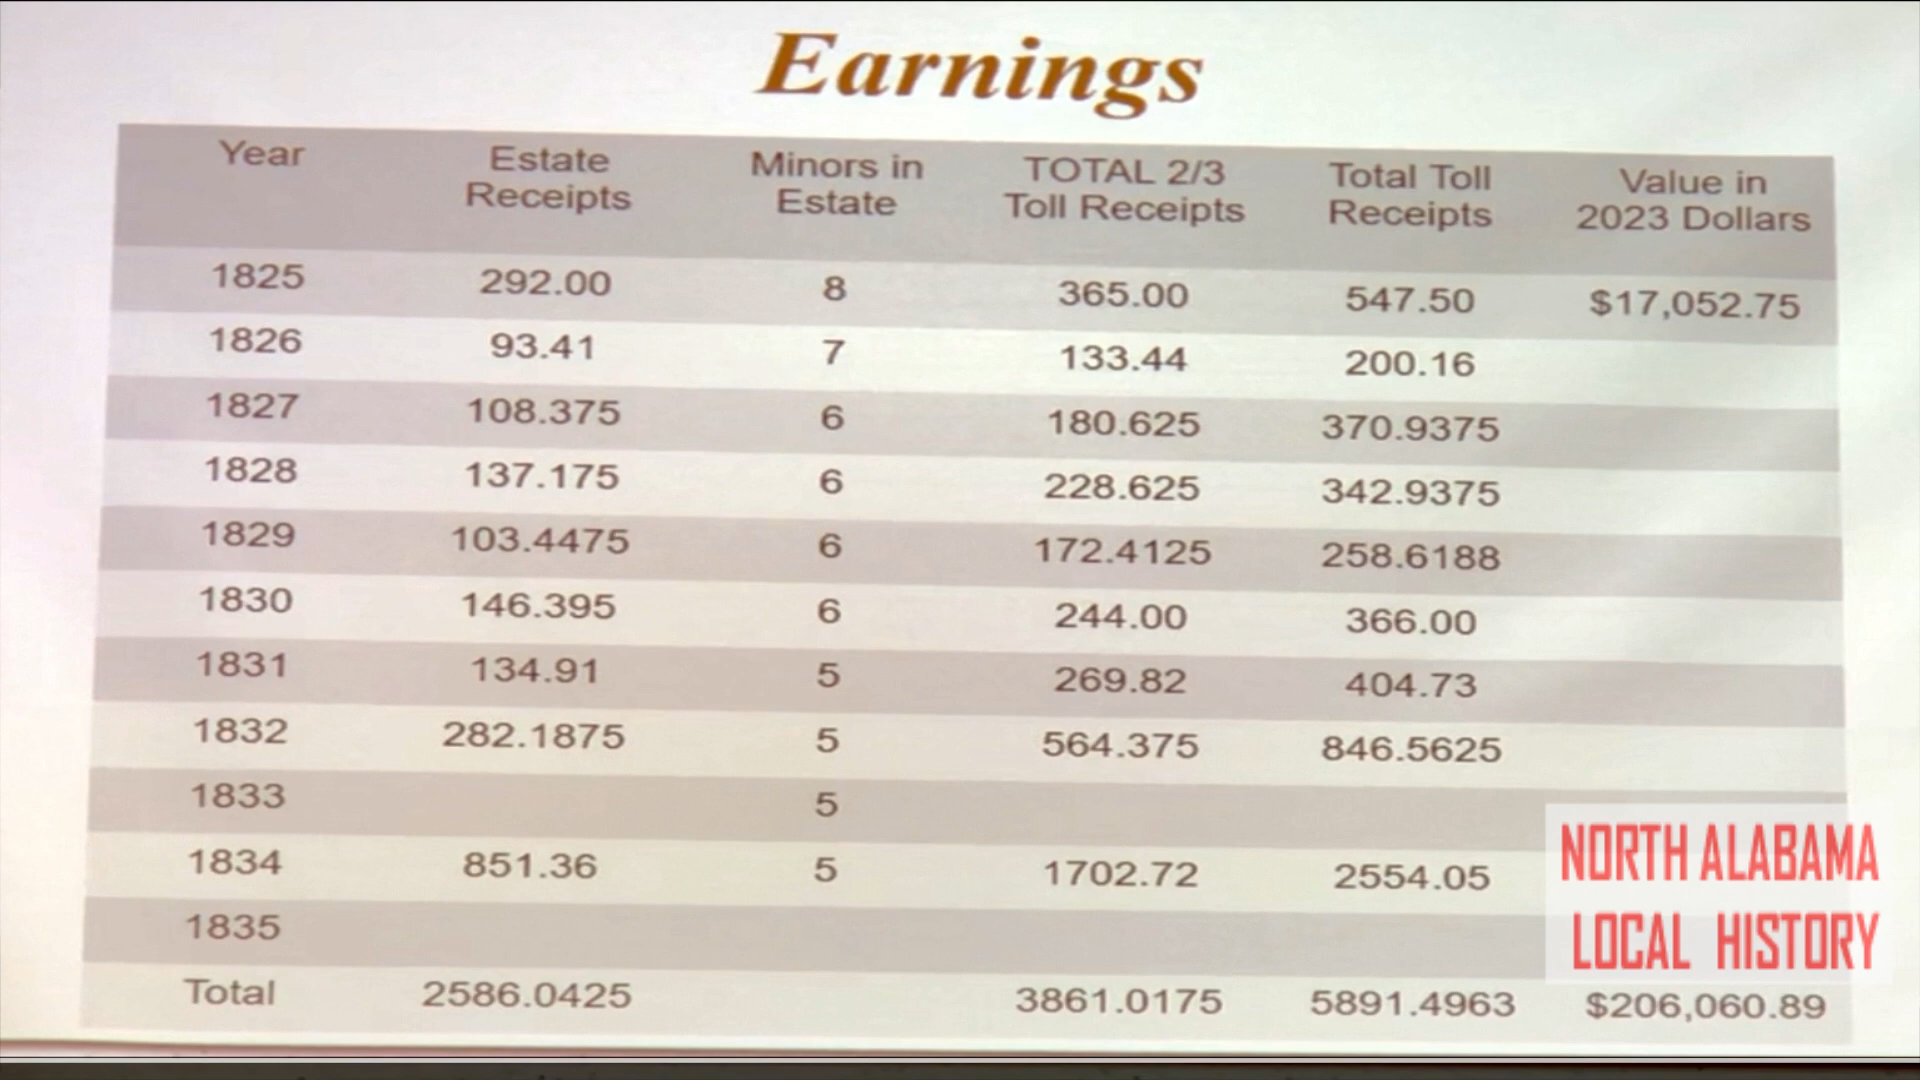 Earnings
Year Estate Receipts Minors in Estate TOTAL 2/3 Toll Receipts Total Toll Receipts Value in 2023 Dollars
1825 292.00 8 365.00 547.50 $17,052.75
1826 93.41 7 133.44 200.16
1827 108.375 6 180.625 370.9375
1828 137.175 6 228.625 342.9375
1829 103.4475 6 172.4125 258.6188
1830 146.395 6 244.00 366.00
1831 134.91 5 269.82 404.73
1832 282.1875 5 564.375 846.5625
1833 5
1834 851.36 5 1702.72 2554.05
1835
Total 2586.0425 3861.0175 5891.4963 $206,060.89
NORTH ALABAMA
LOCAL HISTORY